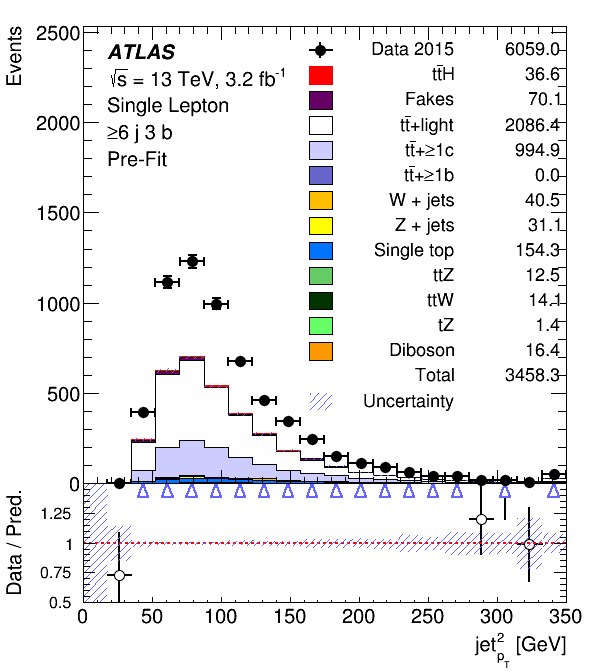 Events
2500
2000
1500
1000
500
0
ATLAS
√s = 13 TeV, 3.2 fb⁻¹
Single Lepton
≥6 j 3 b
Pre-Fit
Data 2015 6059.0
tt̄H 36.6
Fakes 70.1
tt̄+light 2086.4
tt̄+≥1c 994.9
tt̄+≥1b 0.0
W + jets 40.5
Z + jets 31.1
Single top 154.3
ttZ 12.5
ttW 14.1
tZ 1.4
Diboson 16.4
Total 3458.3
Uncertainty
Data / Pred.
1.25
1
0.75
0.5
0 50 100 150 200 250 300 350
jet²_pT [GeV]